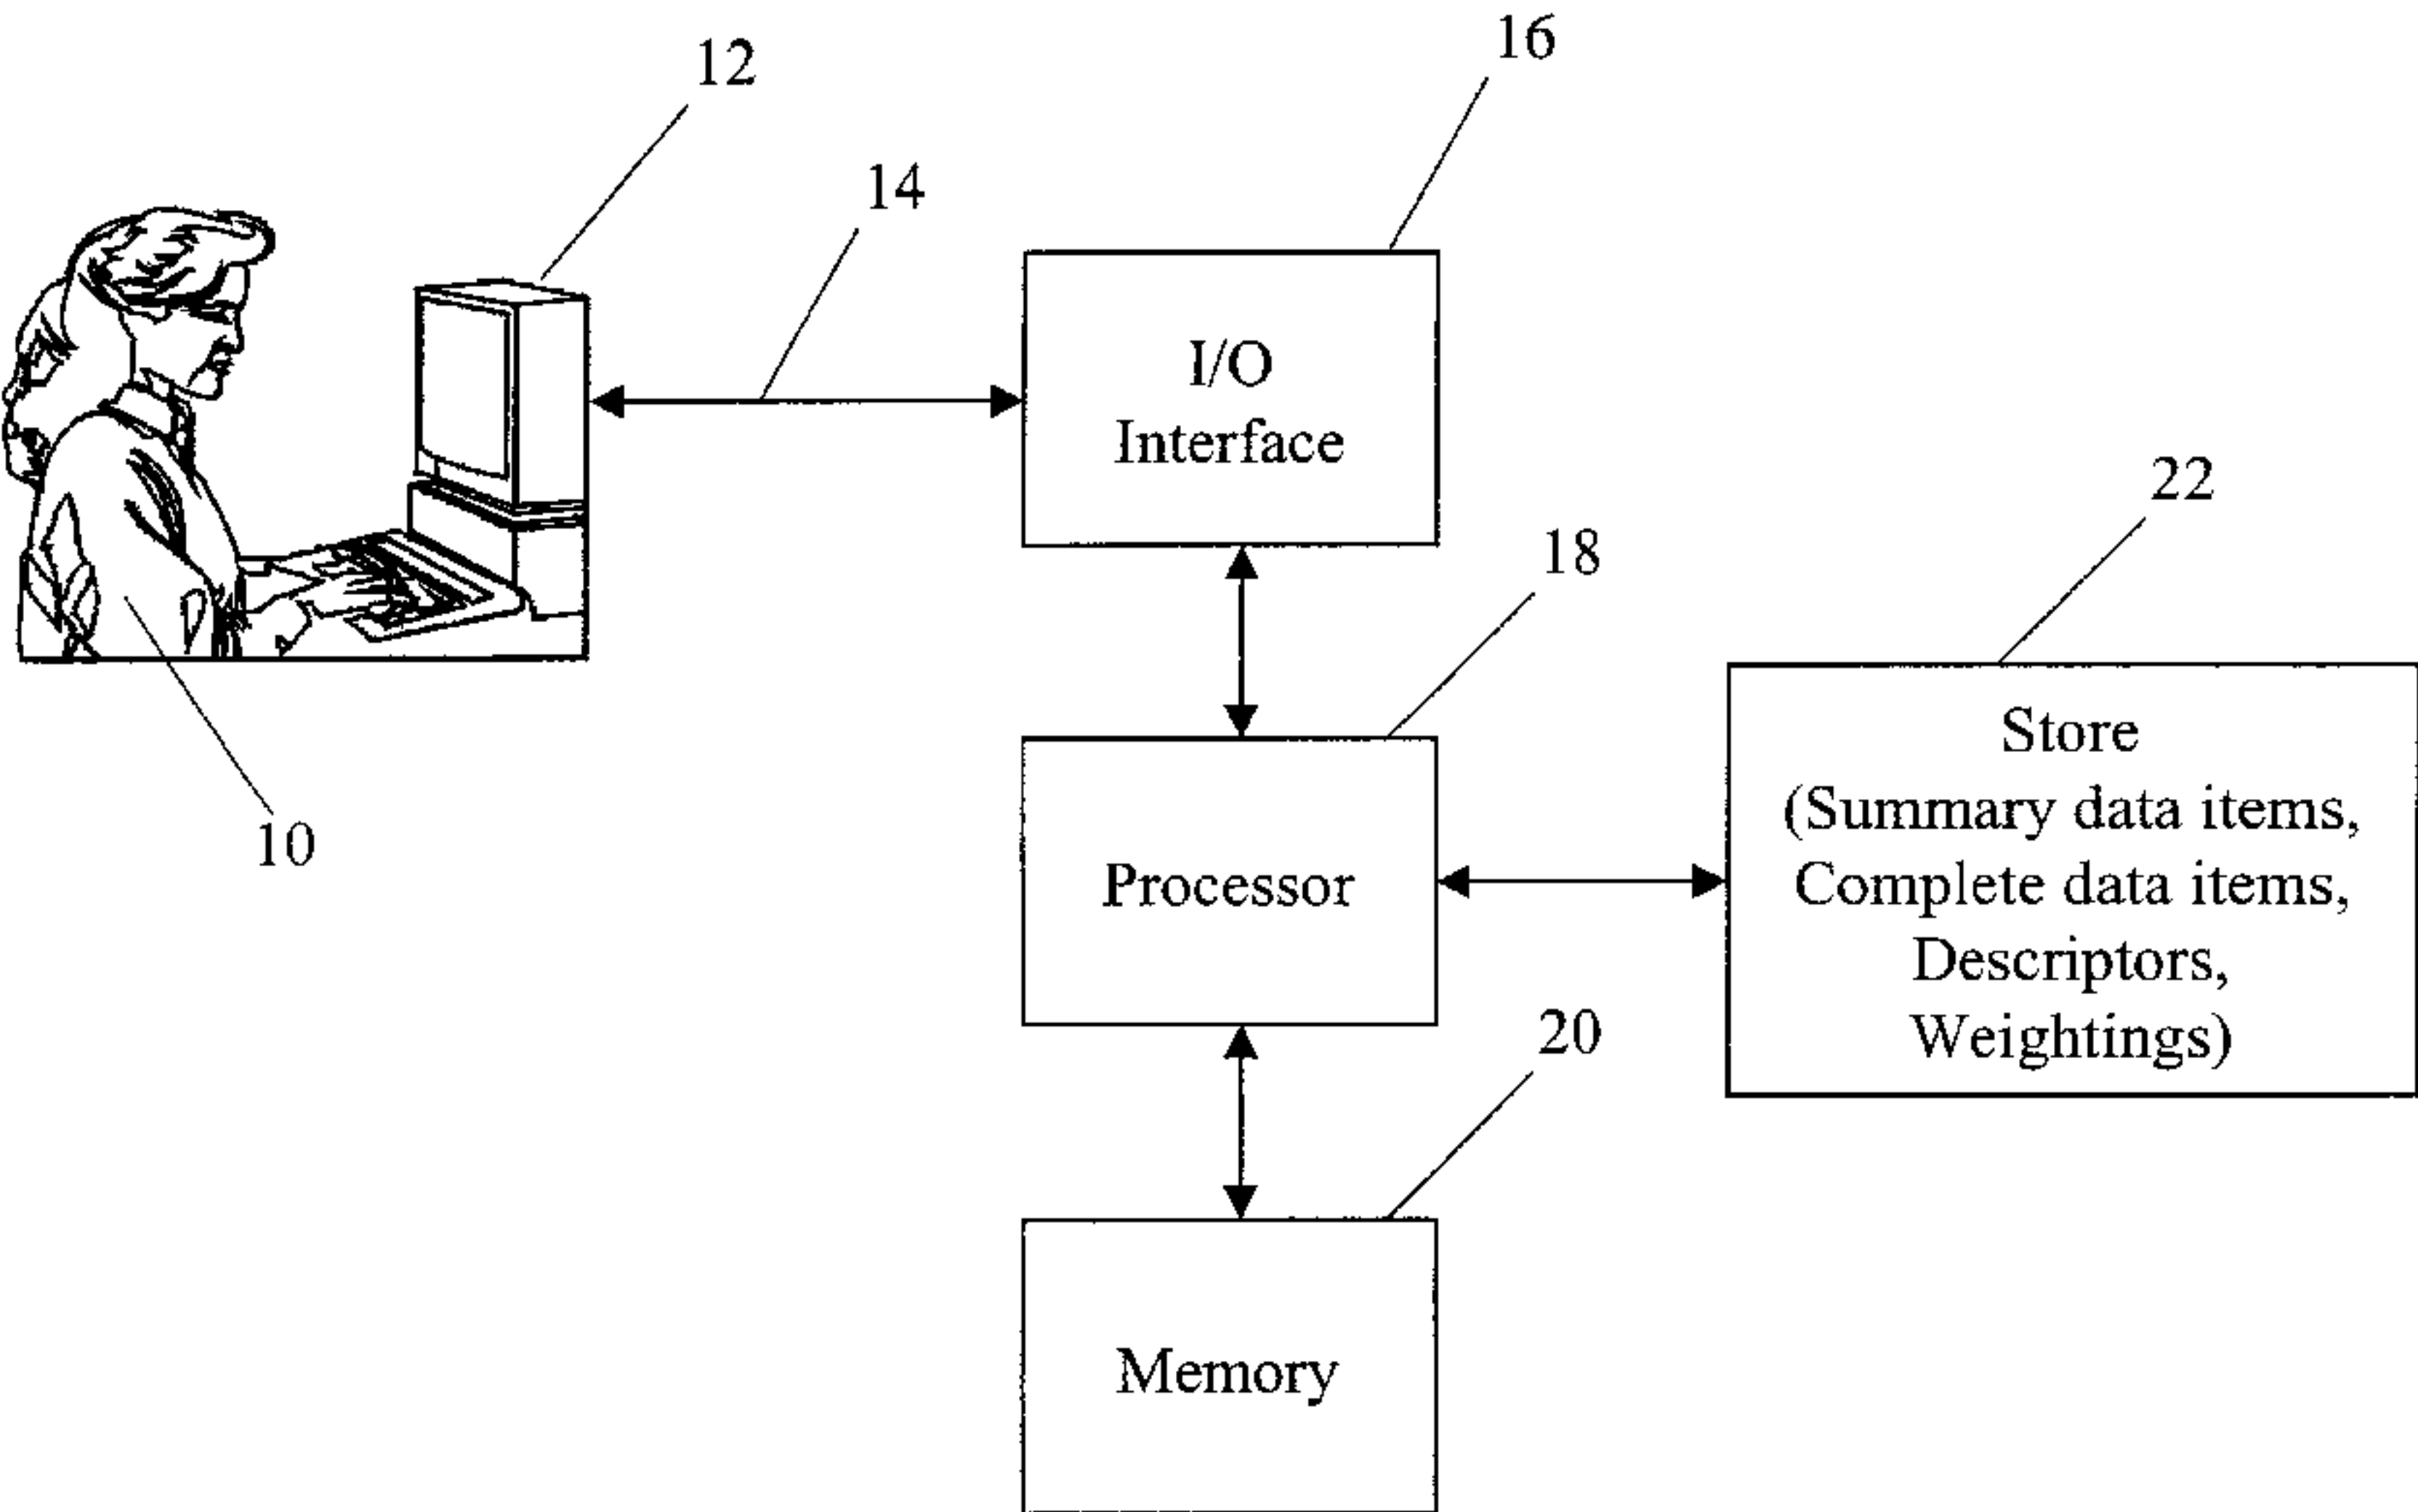 16
12
14
I/O
Interface
22
18
Store
(Summary data items,
Complete data items,
Descriptors,
Weightings)
10
Processor
20
Memory